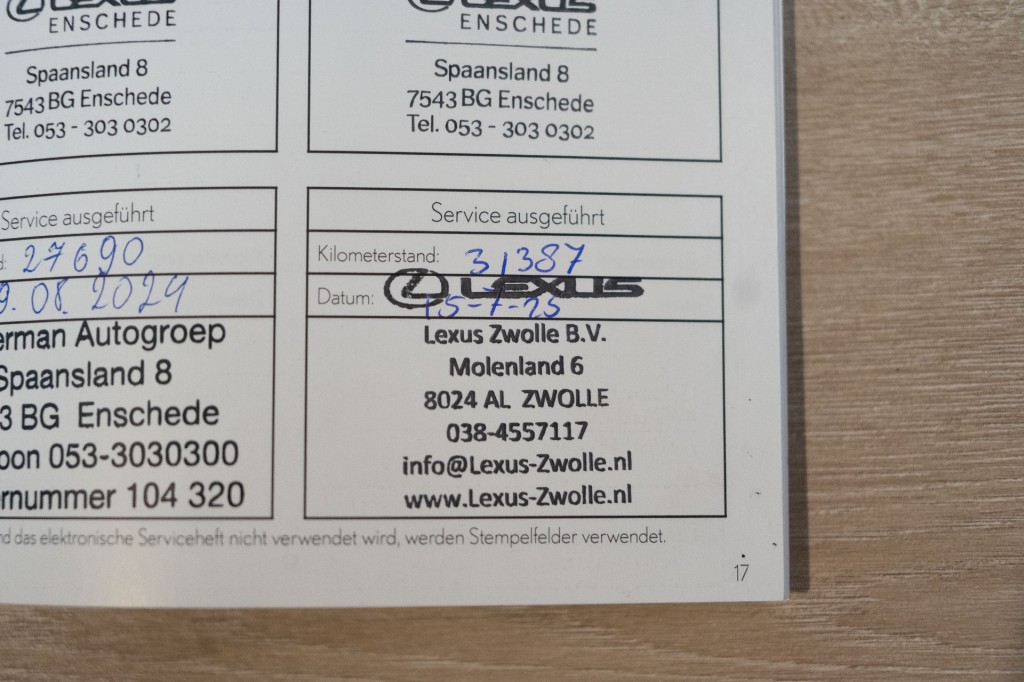 LEXUS
ENSCHEDE
Spaansland 8
7543 BG Enschede
Tel. 053 - 303 0302
LEXUS
ENSCHEDE
Spaansland 8
7543 BG Enschede
Tel. 053 - 303 0302
Service ausgeführt
27690
9.08.2024
erman Autogroep
Spaansland 8
3 BG Enschede
oon 053-3030300
rnummer 104 320
Service ausgeführt
Kilometerstand: 31387
Datum: 15-7-25
LEXUS
Lexus Zwolle B.V.
Molenland 6
8024 AL ZWOLLE
038-4557117
info@Lexus-Zwolle.nl
www.Lexus-Zwolle.nl
nd das elektronische Serviceheft nicht verwendet wird, werden Stempelfelder verwendet.
17